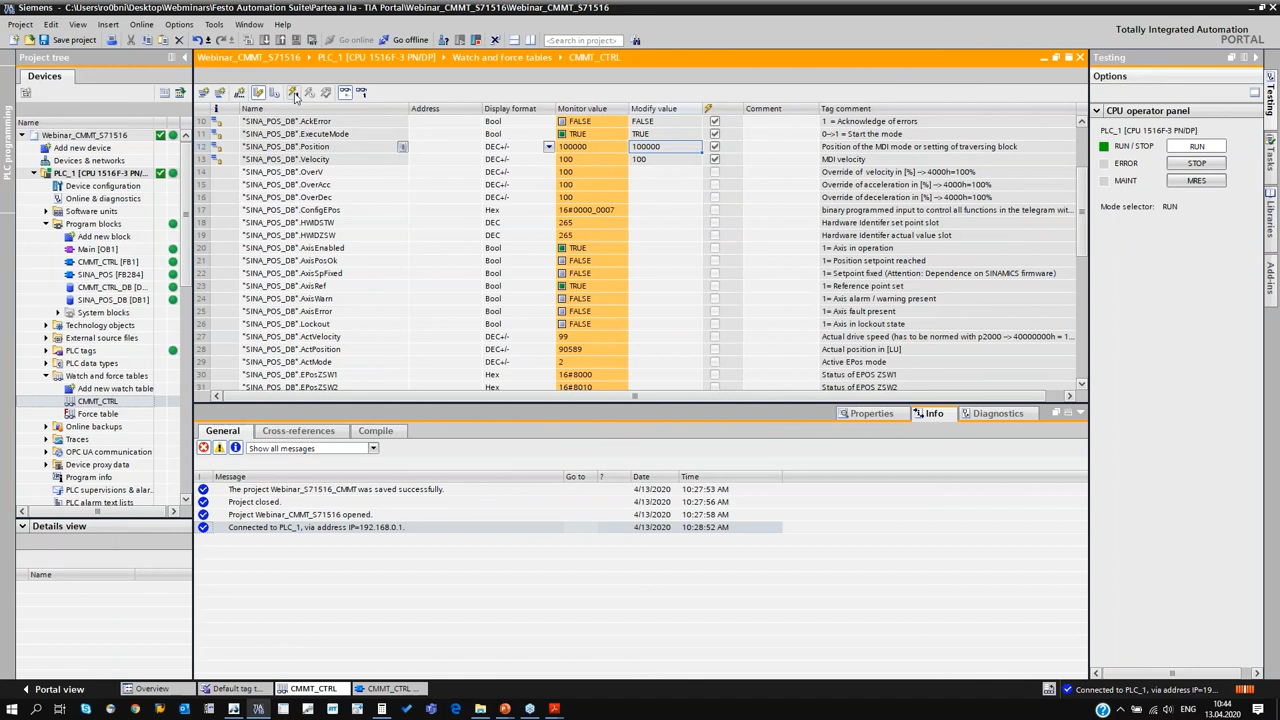 Siemens - C:\Users\ro0bni\Desktop\Webminars\Festo Automation Suite\Partea a IIa - TIA Portal\Webinar_CMMT_S71516\Webinar_CMMT_S71516
Project Edit View Insert Online Options Tools Window Help
Totally Integrated Automation
PORTAL
Save project Go online Go offline <Search in project>
Project tree
Webinar_CMMT_S71516 ▸ PLC_1 [CPU 1516F-3 PN/DP] ▸ Watch and force tables ▸ CMMT_CTRL
Testing
Devices
Options
PLC programming
Name
Webinar_CMMT_S71516
Add new device
Devices & networks
PLC_1 [CPU 1516F-3 PN/...
Device configuration
Online & diagnostics
Software units
Program blocks
Add new block
Main [OB1]
CMMT_CTRL [FB1]
SINA_POS [FB284]
CMMT_CTRL_DB [D...
SINA_POS_DB [DB1]
System blocks
Technology objects
External source files
PLC tags
PLC data types
Watch and force tables
Add new watch table
CMMT_CTRL
Force table
Online backups
Traces
OPC UA communication
Device proxy data
Program info
PLC supervisions & alar...
PLC alarm text lists
Details view
Name
i Name Address Display format Monitor value Modify value Comment Tag comment
10 "SINA_POS_DB".AckError Bool FALSE FALSE 1 = Acknowledge of errors
11 "SINA_POS_DB".ExecuteMode Bool TRUE TRUE 0-->1= Start the mode
12 "SINA_POS_DB".Position DEC+/- 100000 100000 Position of the MDI mode or setting of traversing block
13 "SINA_POS_DB".Velocity DEC+/- 100 100 MDI velocity
14 "SINA_POS_DB".OverV DEC+/- 100 Override of velocity in [%] --> 4000h=100%
15 "SINA_POS_DB".OverAcc DEC+/- 100 Override of acceleration in [%] --> 4000h=100%
16 "SINA_POS_DB".OverDec DEC+/- 100 Override of deceleration in [%] --> 4000h=100%
17 "SINA_POS_DB".ConfigEPos Hex 16#0000_0007 binary programmed input to control all functions in the telegram wit...
18 "SINA_POS_DB".HWIDSTW DEC 265 Hardware Identifer set point slot
19 "SINA_POS_DB".HWIDZSW DEC 265 Hardware Identifer actual value slot
20 "SINA_POS_DB".AxisEnabled Bool TRUE 1= Axis in operation
21 "SINA_POS_DB".AxisPosOk Bool FALSE 1= Position setpoint reached
22 "SINA_POS_DB".AxisSpFixed Bool FALSE 1= Setpoint fixed (Attention: Dependence on SINAMICS firmware)
23 "SINA_POS_DB".AxisRef Bool TRUE 1= Reference point set
24 "SINA_POS_DB".AxisWarn Bool FALSE 1= Axis alarm / warning present
25 "SINA_POS_DB".AxisError Bool FALSE 1= Axis fault present
26 "SINA_POS_DB".Lockout Bool FALSE 1= Axis in lockout state
27 "SINA_POS_DB".ActVelocity DEC+/- 99 Actual drive speed (has to be normed with p2000 --> 40000000h = 1...
28 "SINA_POS_DB".ActPosition DEC+/- 90589 Actual position in [LU]
29 "SINA_POS_DB".ActMode DEC+/- 2 Active EPos mode
30 "SINA_POS_DB".EPosZSW1 Hex 16#8000 Status of EPOS ZSW1
31 "SINA_POS_DB".EPosZSW2 Hex 16#8010 Status of EPOS ZSW2
Properties Info Diagnostics
General Cross-references Compile
Show all messages
! Message Go to ? Date Time
The project Webinar_S71516_CMMT was saved successfully. 4/13/2020 10:27:53 AM
Project closed. 4/13/2020 10:27:56 AM
Project Webinar_CMMT_S71516 opened. 4/13/2020 10:27:58 AM
Connected to PLC_1, via address IP=192.168.0.1. 4/13/2020 10:28:52 AM
CPU operator panel
PLC_1 [CPU 1516F-3 PN/DP]
RUN / STOP RUN
ERROR STOP
MAINT MRES
Mode selector: RUN
Testing
Tasks
Libraries
Add-ins
Portal view Overview Default tag t... CMMT_CTRL CMMT_CTRL ... Connected to PLC_1, via address IP=19...
10:44
13.04.2020